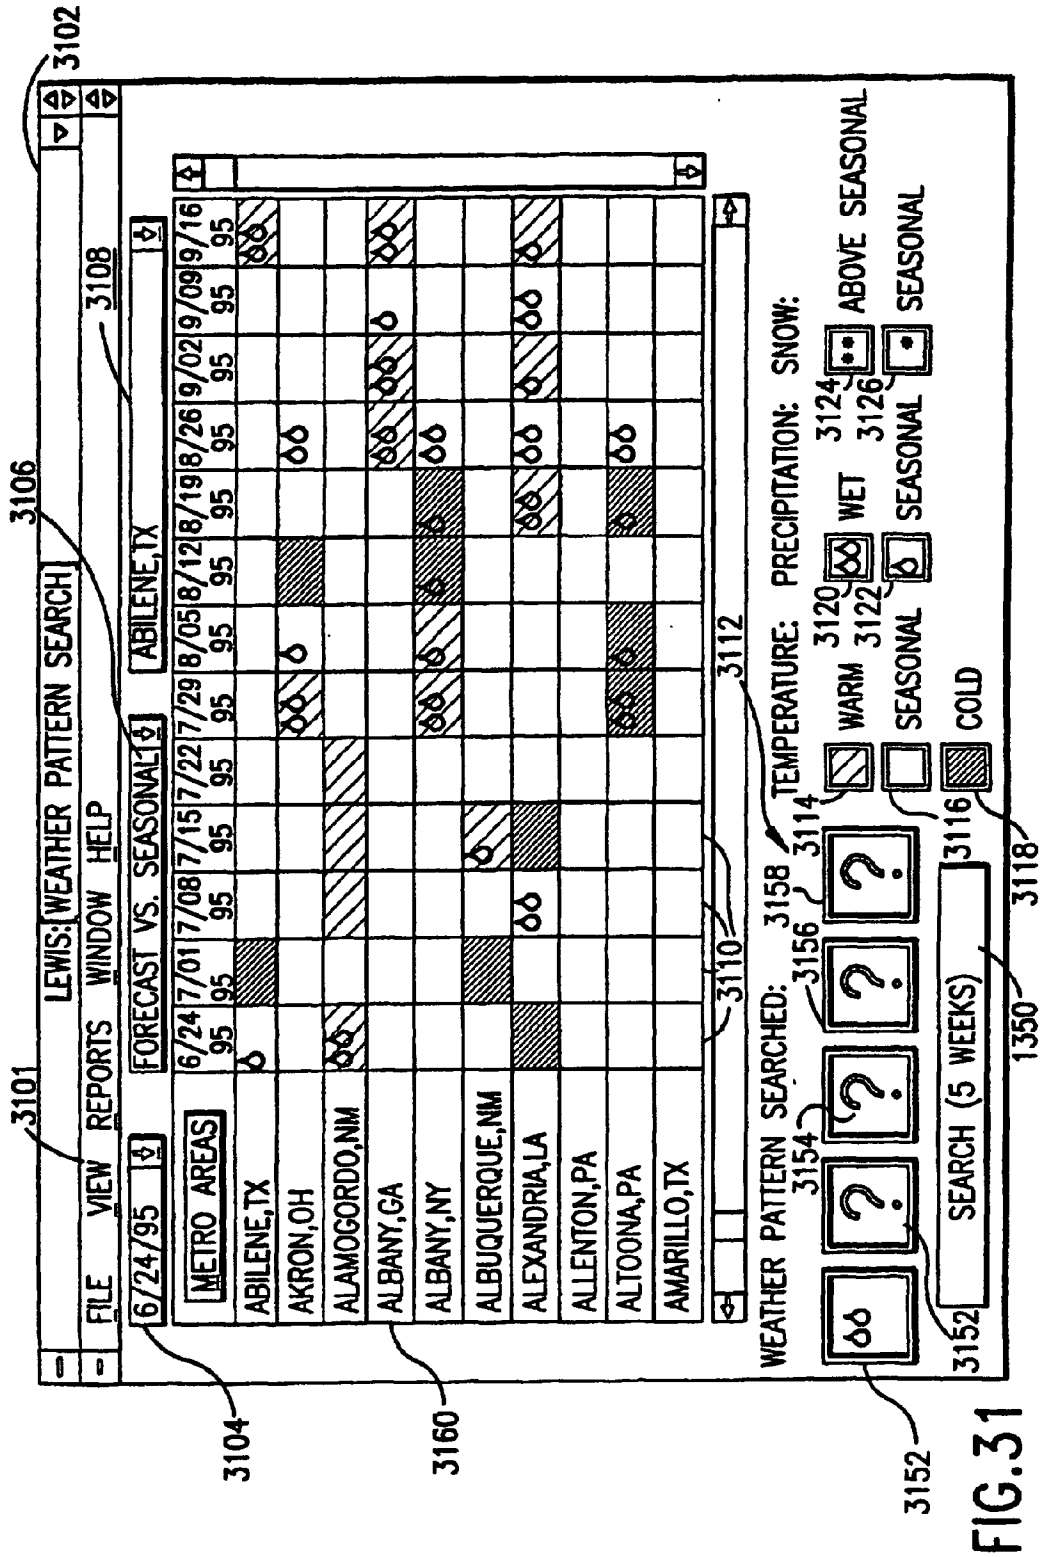 3101
3106
3102
LEWIS:[WEATHER PATTERN SEARCH]
FILE VIEW REPORTS WINDOW HELP
3108
6/24/95
FORECAST VS. SEASONAL
ABILENE,TX
3104
METRO AREAS
6/24 7/01 7/08 7/15 7/22 7/29 8/05 8/12 8/19 8/26 9/02 9/09 9/16
95 95 95 95 95 95 95 95 95 95 95 95 95
ABILENE,TX
AKRON,OH
ALAMOGORDO,NM
ALBANY,GA
ALBANY,NY
ALBUQUERQUE,NM
ALEXANDRIA,LA
ALLENTON,PA
ALTOONA,PA
AMARILLO,TX
3160
3110
3112
WEATHER PATTERN SEARCHED:
3154
3156
3158
? ? ? ?
3152
3152
SEARCH (5 WEEKS)
1350
TEMPERATURE:
3114
WARM
SEASONAL
3116
COLD
3118
PRECIPITATION:
3120
WET
3122
SEASONAL
SNOW:
3124
ABOVE SEASONAL
3126
SEASONAL
FIG.31